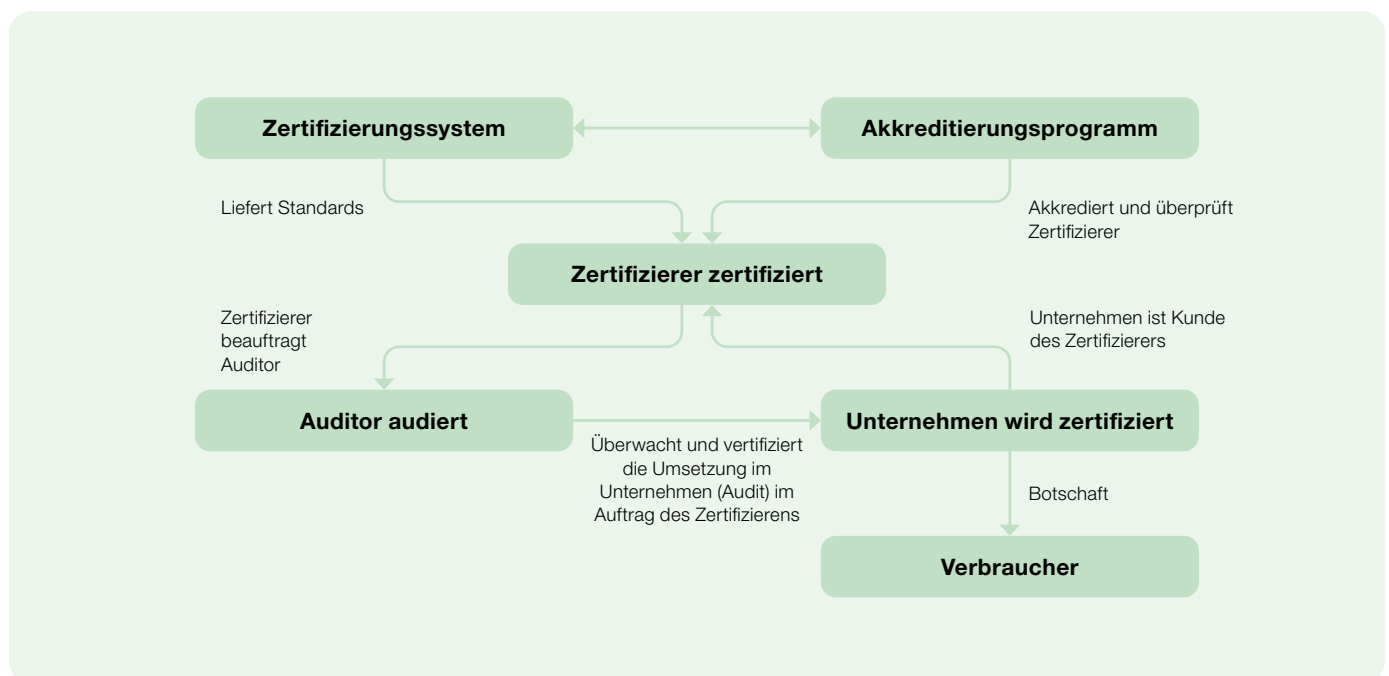 Zertifizierungssystem
Akkreditierungsprogramm
Liefert Standards
Akkrediert und überprüft
Zertifizierer
Zertifizierer zertifiziert
Zertifizierer
beauftragt
Auditor
Unternehmen ist Kunde
des Zertifizierers
Auditor audiert
Unternehmen wird zertifiziert
Überwacht und vertifiziert
die Umsetzung im
Unternehmen (Audit) im
Auftrag des Zertifizierens
Botschaft
Verbraucher